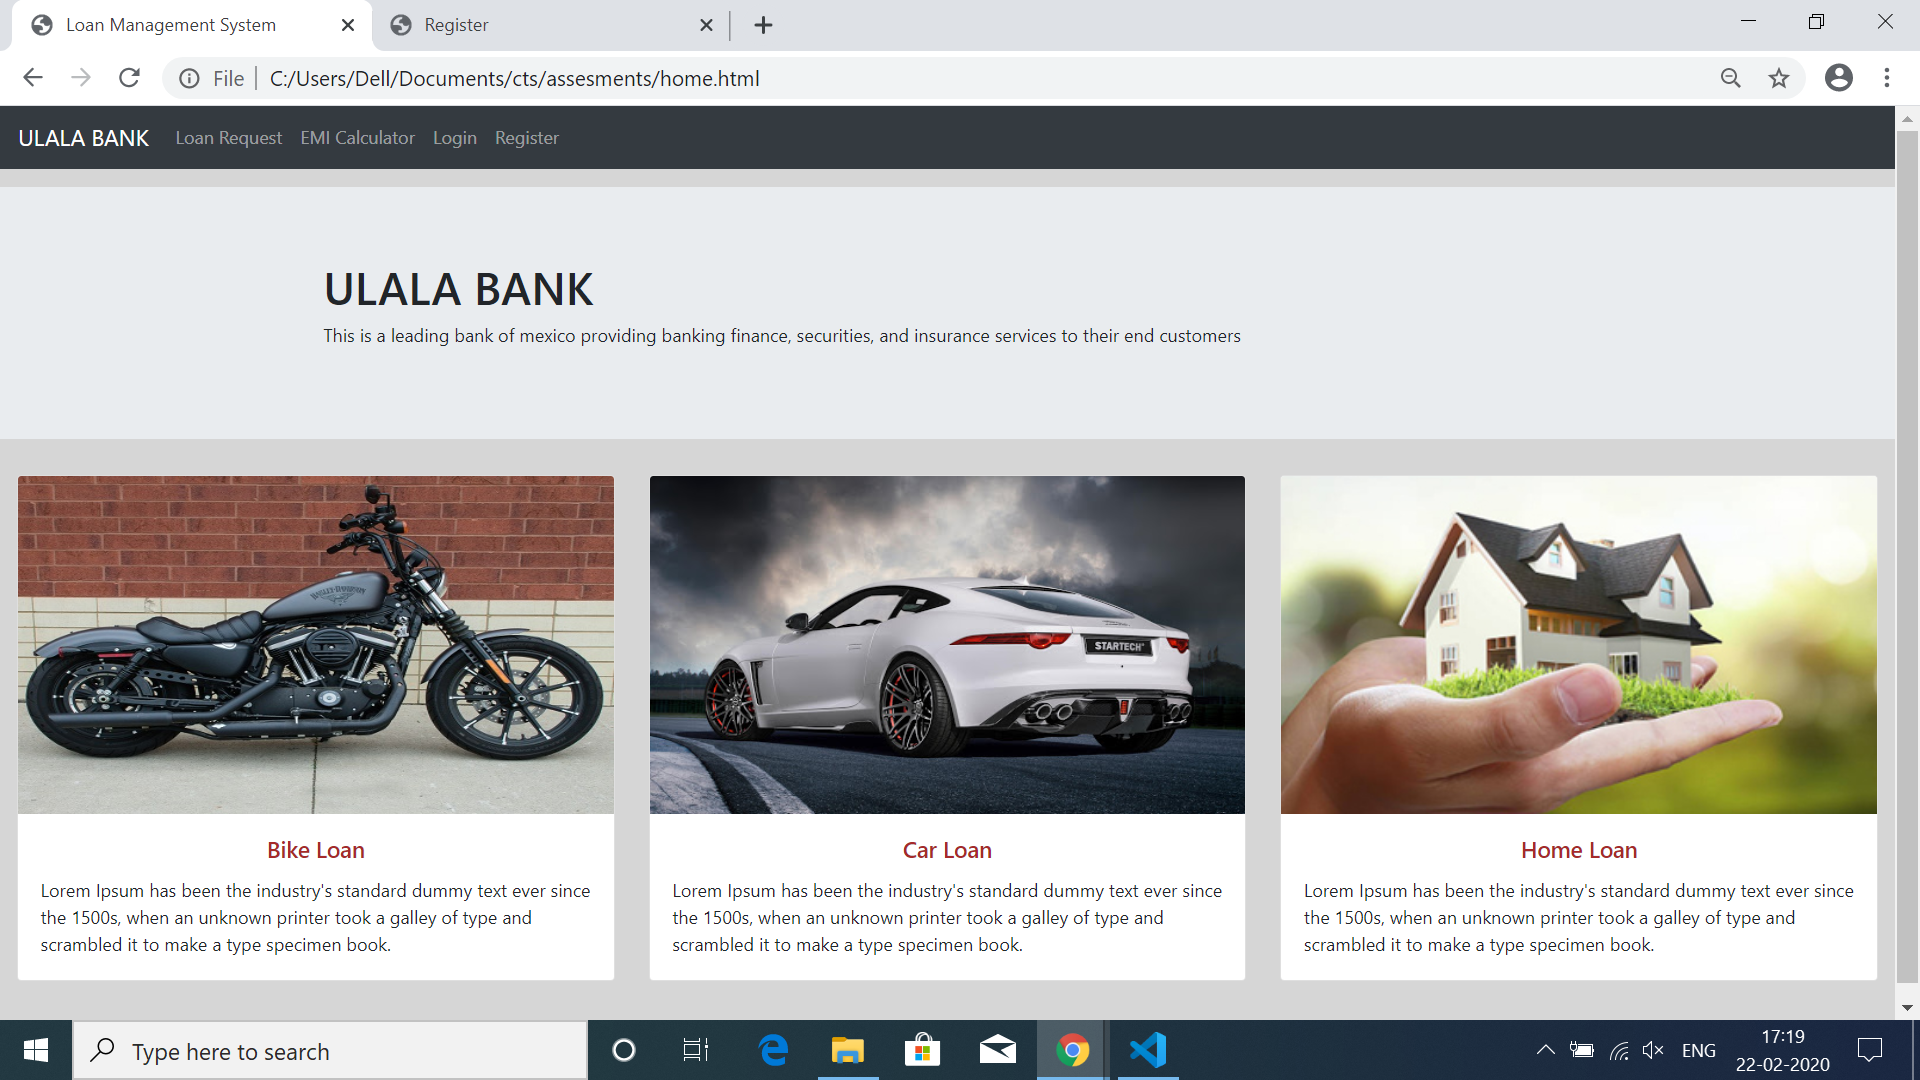 Loan Management System
Register
File
C:/Users/Dell/Documents/cts/assesments/home.html
ULALA BANK Loan Request EMI Calculator Login Register
ULALA BANK
This is a leading bank of mexico providing banking finance, securities, and insurance services to their end customers
HARLEY-DAVIDSON
STARTECH
Bike Loan
Lorem Ipsum has been the industry's standard dummy text ever since
the 1500s, when an unknown printer took a galley of type and
scrambled it to make a type specimen book.
Car Loan
Lorem Ipsum has been the industry's standard dummy text ever since
the 1500s, when an unknown printer took a galley of type and
scrambled it to make a type specimen book.
Home Loan
Lorem Ipsum has been the industry's standard dummy text ever since
the 1500s, when an unknown printer took a galley of type and
scrambled it to make a type specimen book.
Type here to search
ENG
17:19
22-02-2020